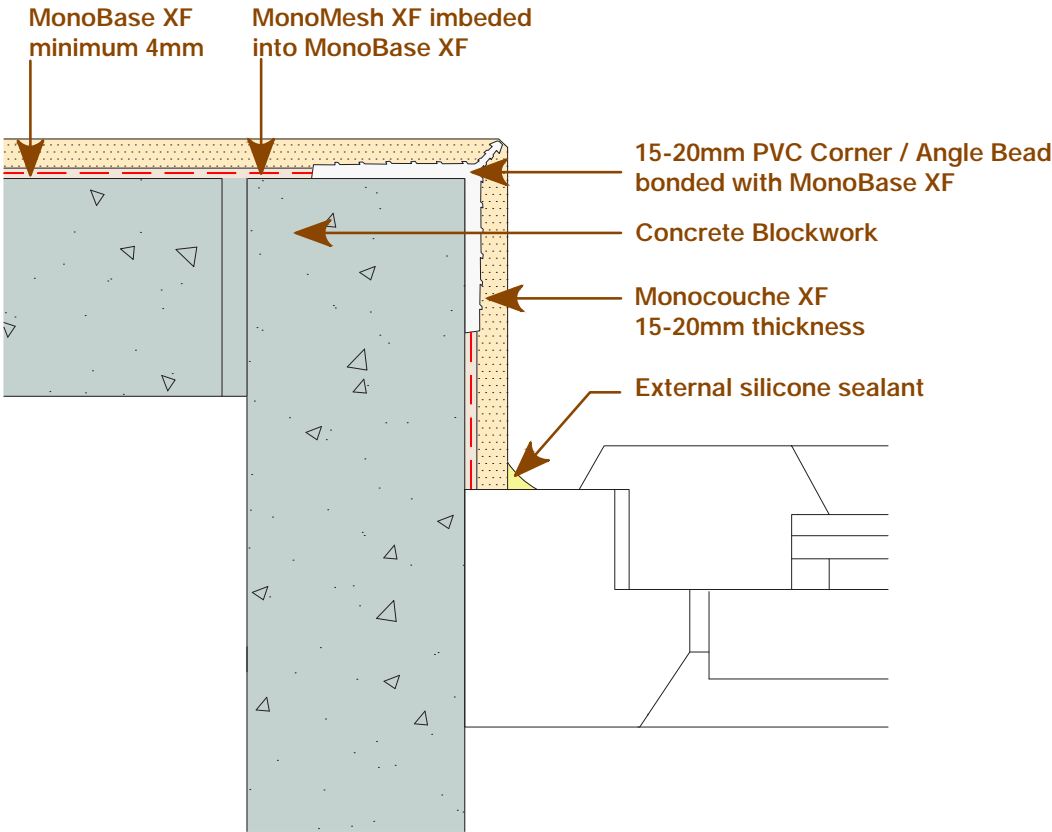 MonoBase XF
minimum 4mm
MonoMesh XF imbeded
into MonoBase XF
15-20mm PVC Corner / Angle Bead
bonded with MonoBase XF
Concrete Blockwork
Monocouche XF
15-20mm thickness
External silicone sealant